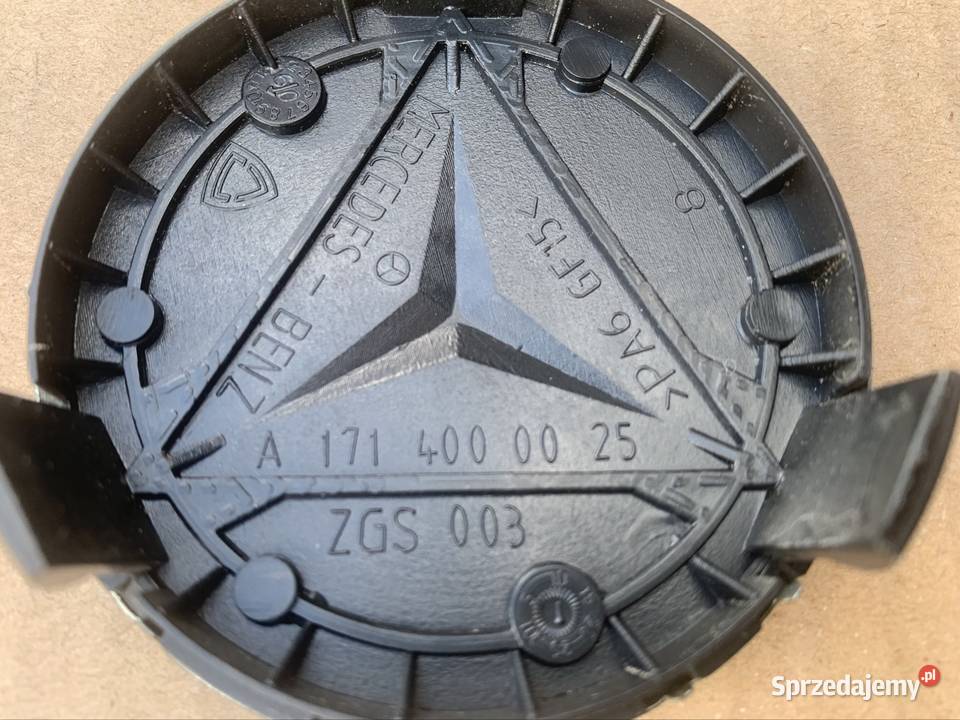 MERCEDES - BENZ
>PA6 GF15<
8
A 171 400 00 25
ZGS 003
Sprzedajemy.pl